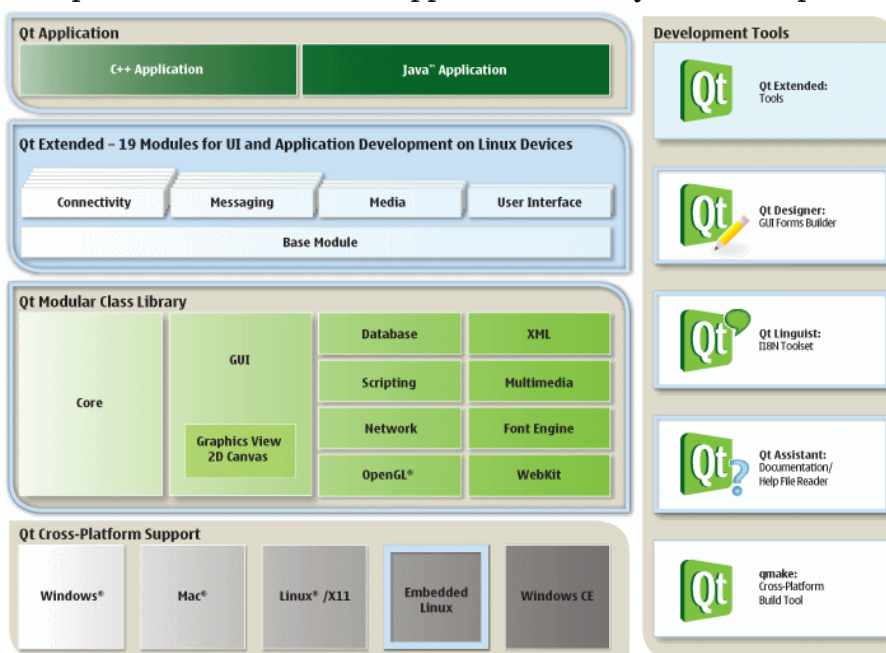 Qt Application
C++ Application
Java™ Application
Qt Extended – 19 Modules for UI and Application Development on Linux Devices
Connectivity
Messaging
Media
User Interface
Base Module
Qt Modular Class Library
Core
GUI
Graphics View
2D Canvas
Database
XML
Scripting
Multimedia
Network
Font Engine
OpenGL®
WebKit
Qt Cross-Platform Support
Windows®
Mac®
Linux® /X11
Embedded
Linux
Windows CE
Development Tools
Qt
Qt Extended:
Tools
Qt
Qt Designer:
GUI Forms Builder
Qt
Qt Linguist:
I18N Toolset
Qt
Qt Assistant:
Documentation/
Help File Reader
Qt
qmake:
Cross-Platform
Build Tool